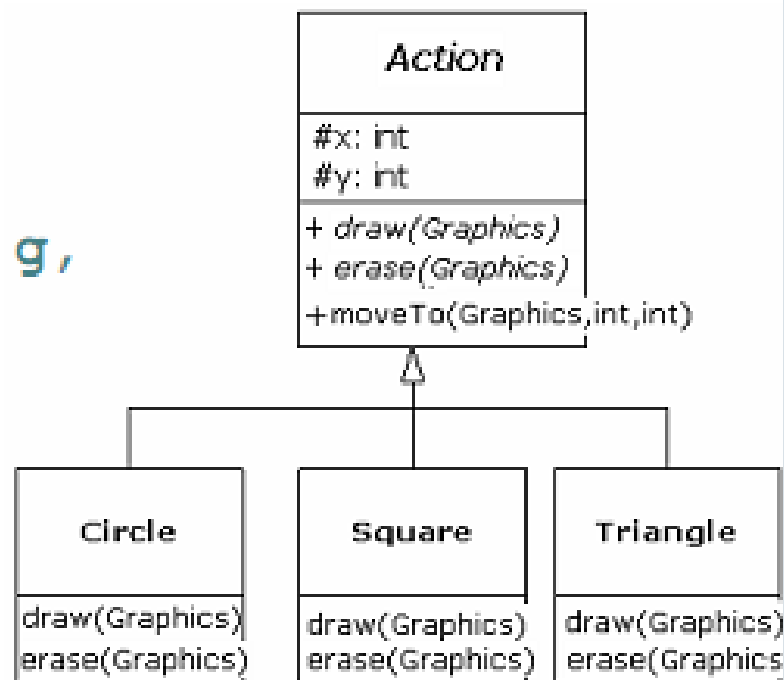 Action
#x: int
#y: int
+ draw(Graphics)
+ erase(Graphics)
+moveTo(Graphics,int,int)
g,
Circle
draw(Graphics)
erase(Graphics)
Square
draw(Graphics)
erase(Graphics)
Triangle
draw(Graphics)
erase(Graphics